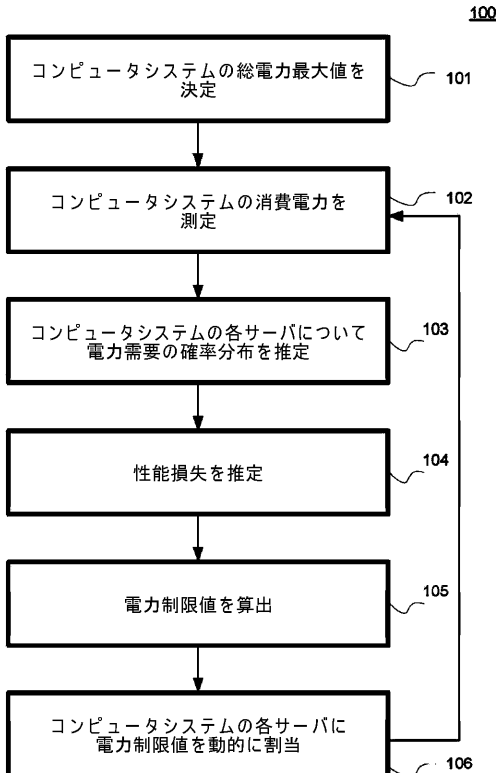 100
コンピュータシステムの総電力最大値を
決定
101
コンピュータシステムの消費電力を
測定
102
コンピュータシステムの各サーバについて
電力需要の確率分布を推定
103
性能損失を推定
104
電力制限値を算出
105
コンピュータシステムの各サーバに
電力制限値を動的に割当
106